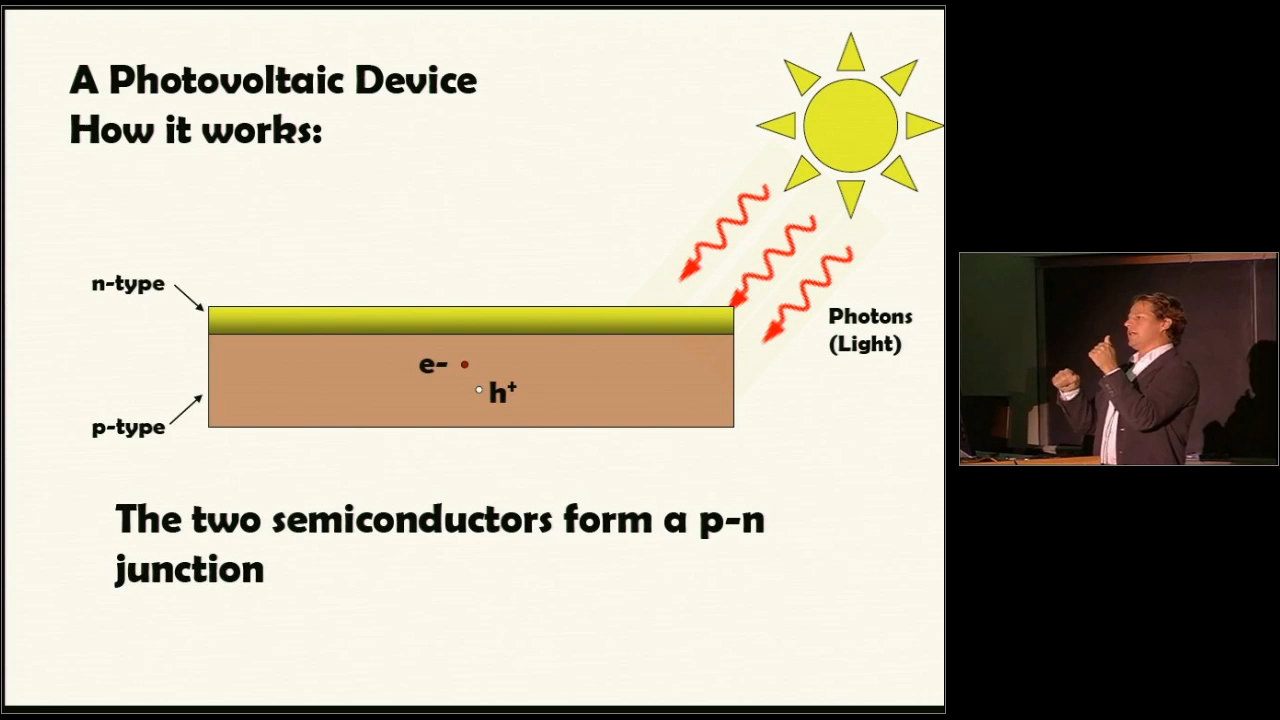 A Photovoltaic Device
How it works:
n-type
Photons
(Light)
e-
h⁺
p-type
The two semiconductors form a p-n
junction